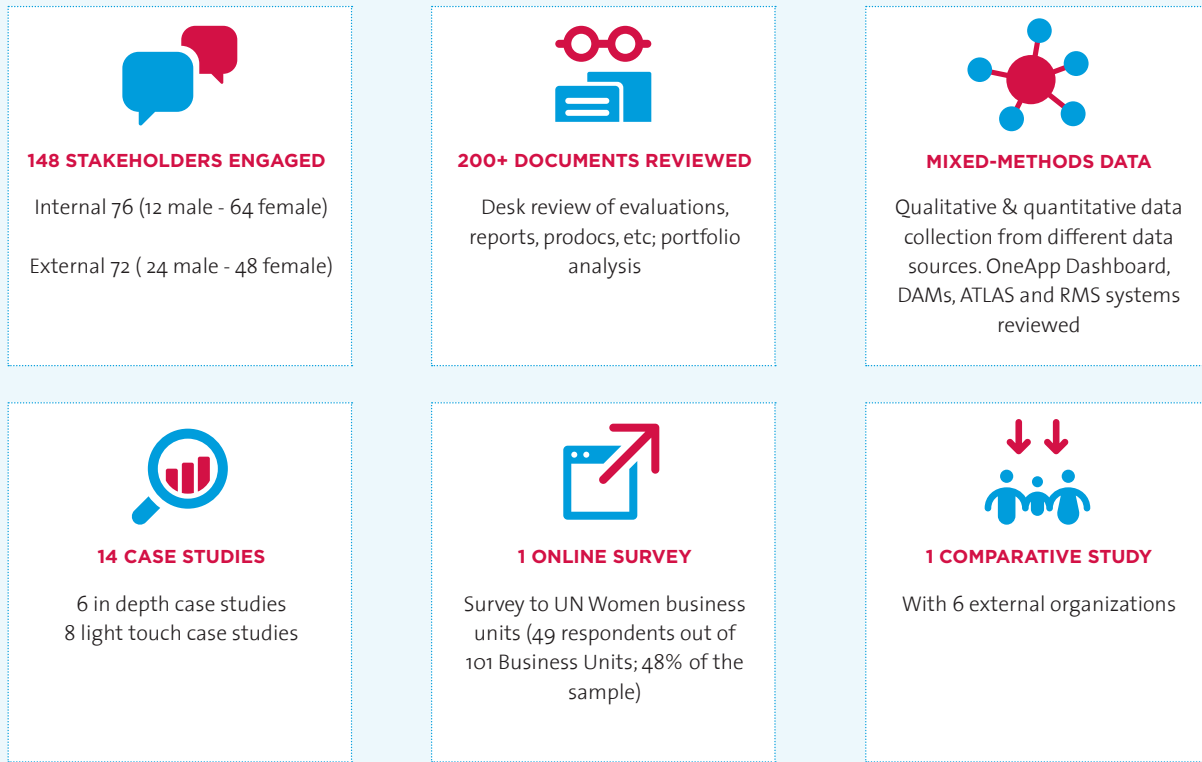 148 STAKEHOLDERS ENGAGED
Internal 76 (12 male - 64 female)
External 72 ( 24 male - 48 female)
200+ DOCUMENTS REVIEWED
Desk review of evaluations,
reports, prodocs, etc; portfolio
analysis
MIXED-METHODS DATA
Qualitative & quantitative data
collection from different data
sources. OneApp Dashboard,
DAMs, ATLAS and RMS systems
reviewed
14 CASE STUDIES
6 in depth case studies
8 light touch case studies
1 ONLINE SURVEY
Survey to UN Women business
units (49 respondents out of
101 Business Units; 48% of the
sample)
1 COMPARATIVE STUDY
With 6 external organizations